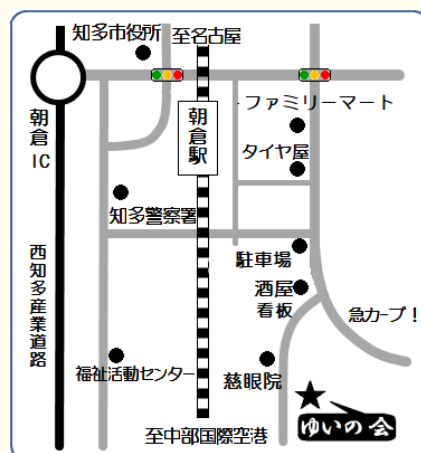 知多市役所
至名古屋
朝倉IC
朝倉駅
ファミリーマート
タイヤ屋
知多警察署
西知多産業道路
駐車場
酒屋
看板
急カーブ!
福祉活動センター
慈眼院
ゆいの会
至中部国際空港